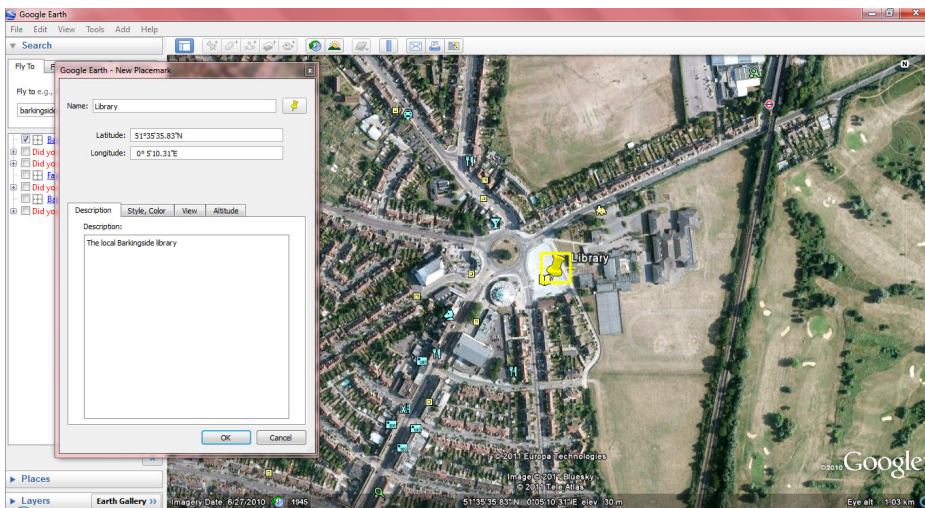 Google Earth
File Edit View Tools Add Help
Search
Fly To
Google Earth - New Placemark
Fly to e.g.,
barkingside
Name: Library
Latitude: 51°35'35.83"N
Longitude: 0° 5'10.31"E
Did yo
Did yo
Did yo
Did yo
Description Style, Color View Altitude
Description:
The local Barkingside library
Library
N
OK Cancel
Places
Layers Earth Gallery >>
© 2011 Europa Technologies
Image © 2011 Bluesky
© 2011 Tele Atlas
©2010 Google
Imagery Date: 6/27/2010 1945 51°35'35.83"N 0°05'10.31"E elev 30 m Eye alt 1.03 km